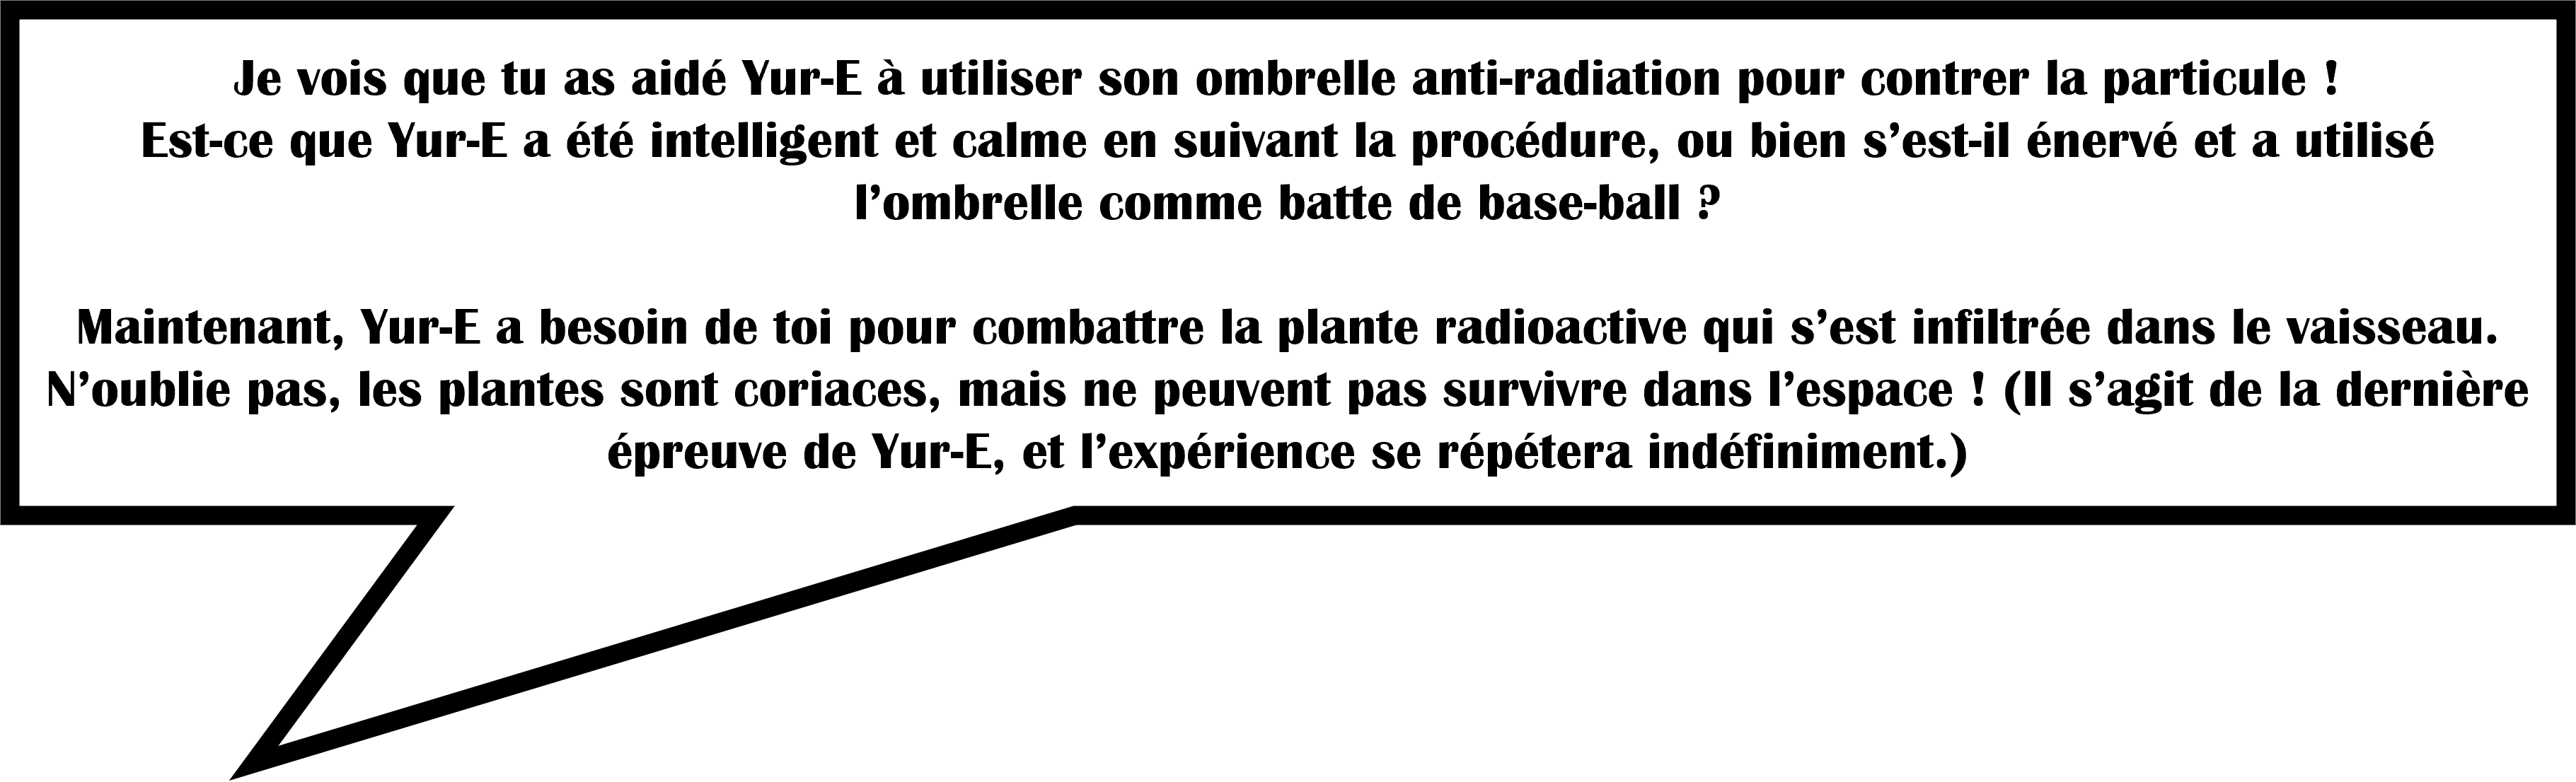 Je vois que tu as aidé Yur-E à utiliser son ombrelle anti-radiation pour contrer la particule !
Est-ce que Yur-E a été intelligent et calme en suivant la procédure, ou bien s’est-il énervé et a utilisé
l’ombrelle comme batte de base-ball ?
Maintenant, Yur-E a besoin de toi pour combattre la plante radioactive qui s’est infiltrée dans le vaisseau.
N’oublie pas, les plantes sont coriaces, mais ne peuvent pas survivre dans l’espace ! (Il s’agit de la dernière
épreuve de Yur-E, et l’expérience se répétera indéfiniment.)